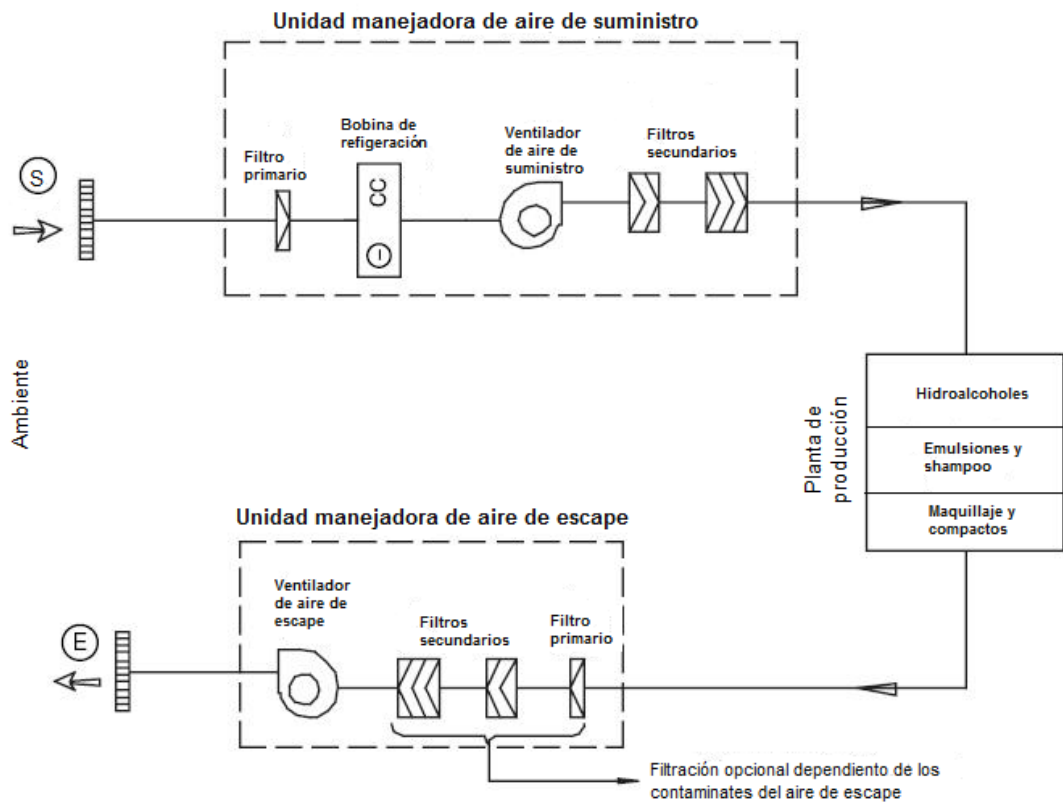 Unidad manejadora de aire de suministro
Bobina de
refigeración
Ventilador
de aire de
suministro
Filtros
secundarios
Filtro
primario
S
CC
Ambiente
Planta de
producción
Hidroalcoholes
Emulsiones y
shampoo
Maquillaje y
compactos
Unidad manejadora de aire de escape
Ventilador
de aire de
escape
Filtros
secundarios
Filtro
primario
E
Filtración opcional dependiento de los
contaminates del aire de escape